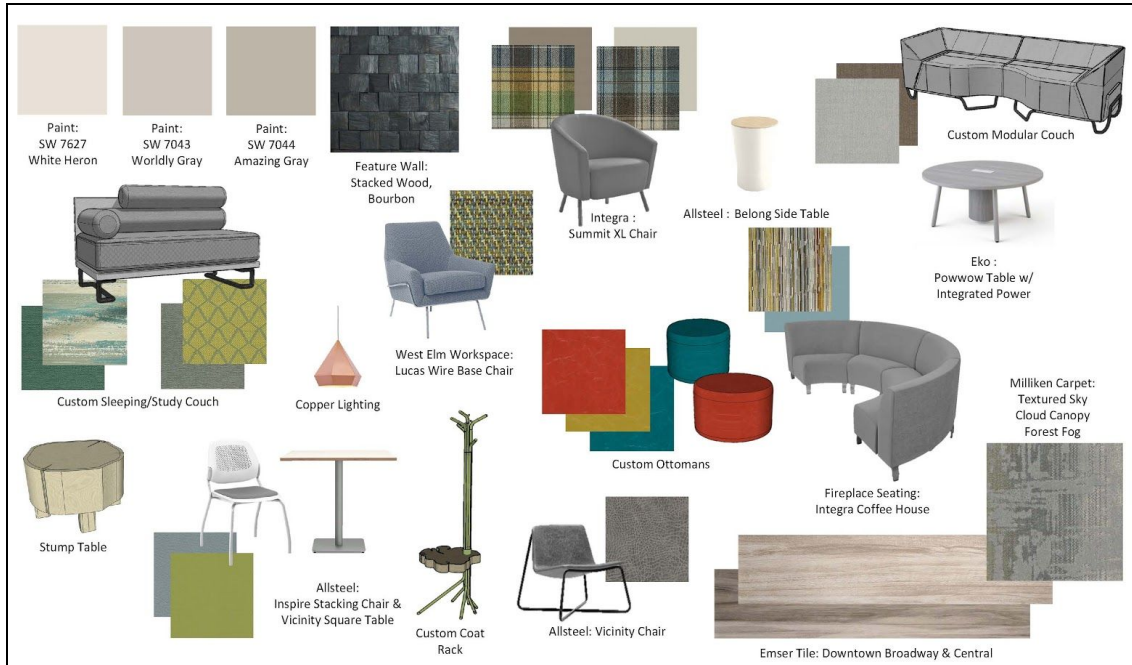 Paint:
SW 7627
White Heron
Paint:
SW 7043
Worldly Gray
Paint:
SW 7044
Amazing Gray
Feature Wall:
Stacked Wood,
Bourbon
Integra :
Summit XL Chair
Allsteel : Belong Side Table
Custom Modular Couch
Eko :
Powwow Table w/
Integrated Power
Custom Sleeping/Study Couch
Copper Lighting
West Elm Workspace:
Lucas Wire Base Chair
Custom Ottomans
Fireplace Seating:
Integra Coffee House
Milliken Carpet:
Textured Sky
Cloud Canopy
Forest Fog
Stump Table
Allsteel:
Inspire Stacking Chair &
Vicinity Square Table
Custom Coat
Rack
Allsteel: Vicinity Chair
Emser Tile: Downtown Broadway & Central